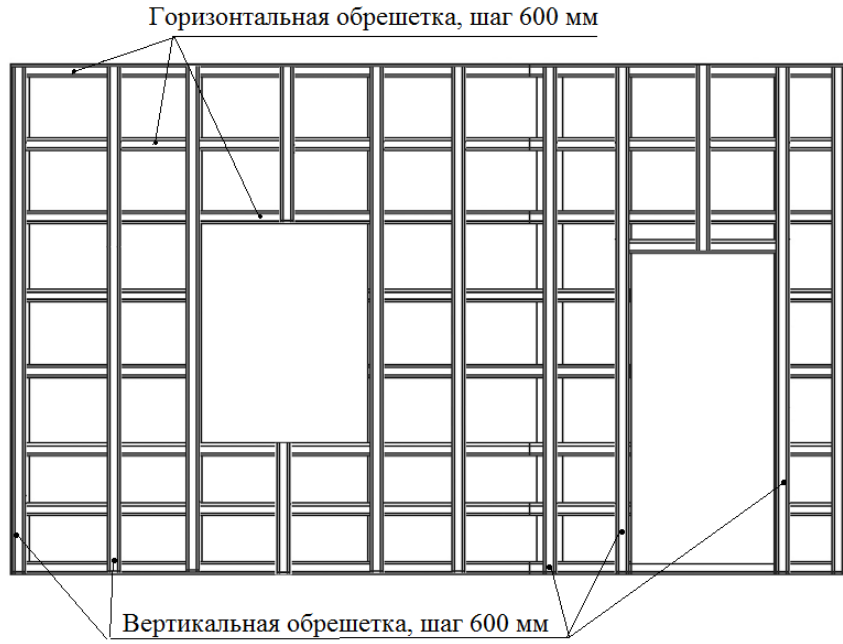 Горизонтальная обрешетка, шаг 600 мм
Вертикальная обрешетка, шаг 600 мм